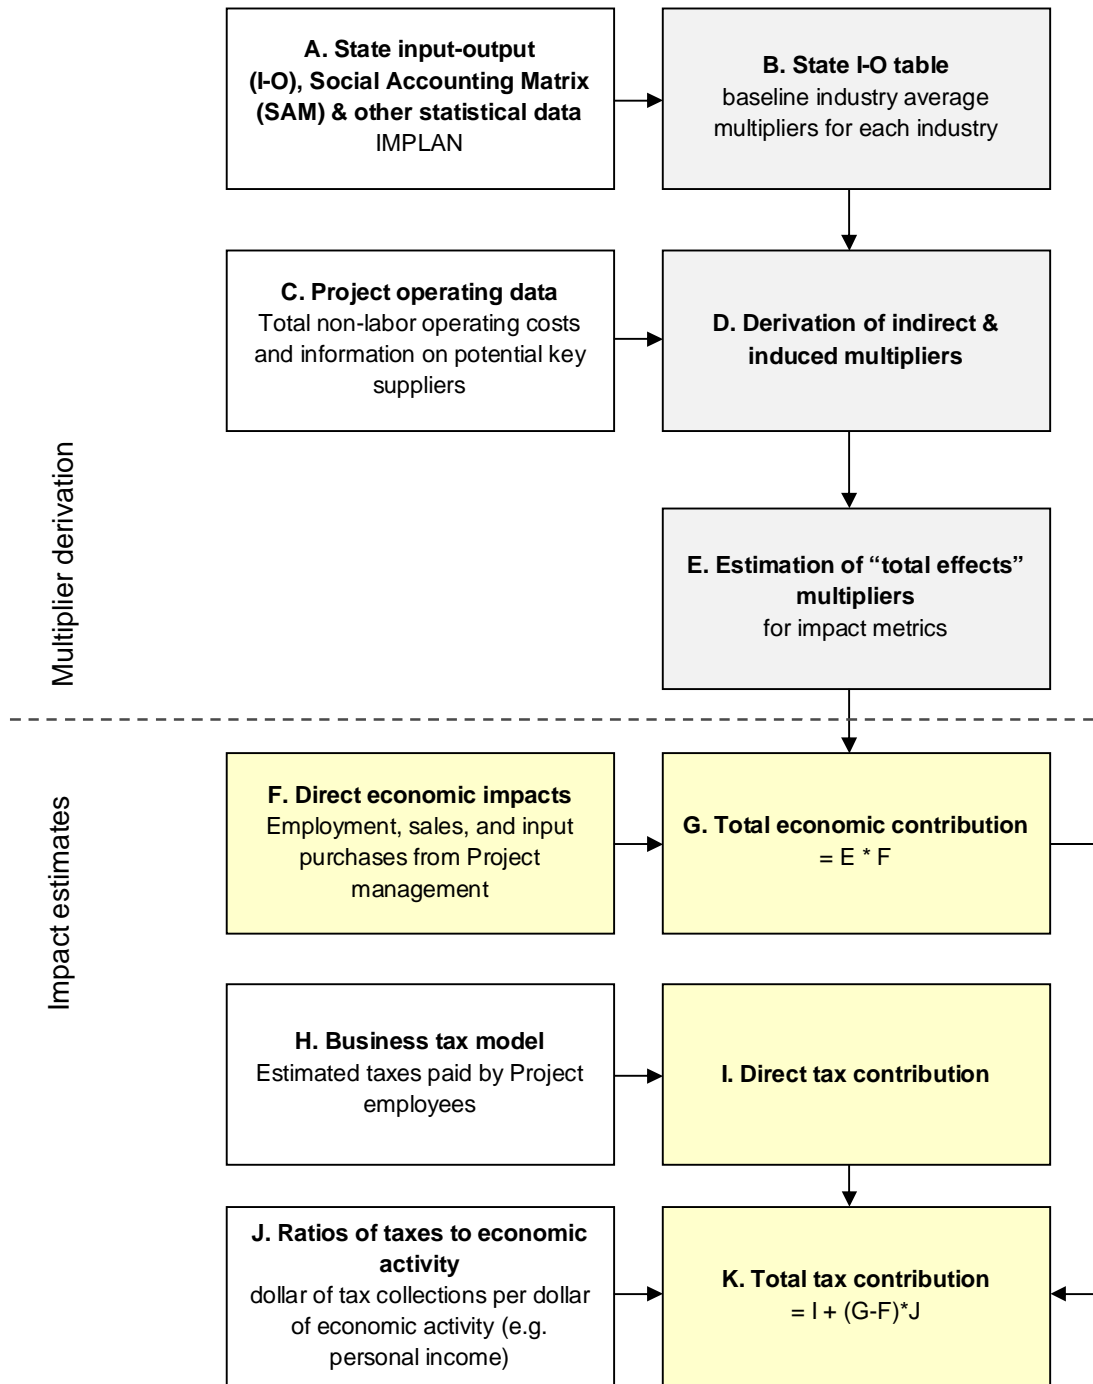 A. State input-output
(I-O), Social Accounting Matrix
(SAM) & other statistical data
IMPLAN
B. State I-O table
baseline industry average
multipliers for each industry
C. Project operating data
Total non-labor operating costs
and information on potential key
suppliers
D. Derivation of indirect &
induced multipliers
Multiplier derivation
E. Estimation of “total effects”
multipliers
for impact metrics
Impact estimates
F. Direct economic impacts
Employment, sales, and input
purchases from Project
management
G. Total economic contribution
= E * F
H. Business tax model
Estimated taxes paid by Project
employees
I. Direct tax contribution
J. Ratios of taxes to economic
activity
dollar of tax collections per dollar
of economic activity (e.g.
personal income)
K. Total tax contribution
= I + (G-F)*J